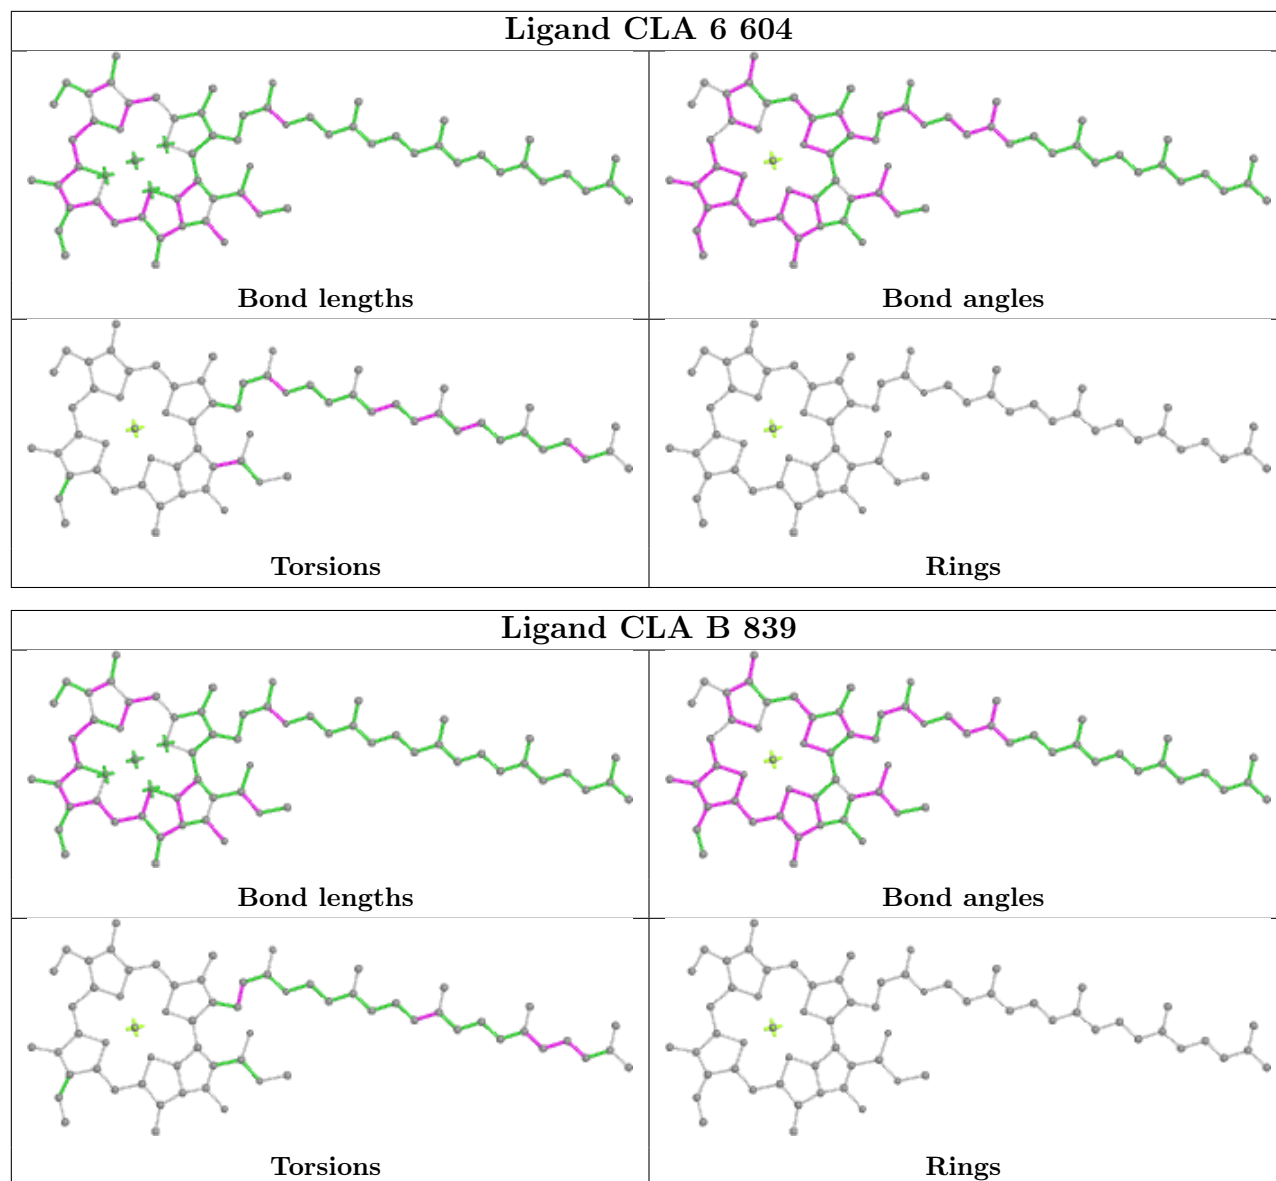 Ligand CLA 6 604
Bond lengths
Bond angles
Torsions
Rings
Ligand CLA B 839
Bond lengths
Bond angles
Torsions
Rings